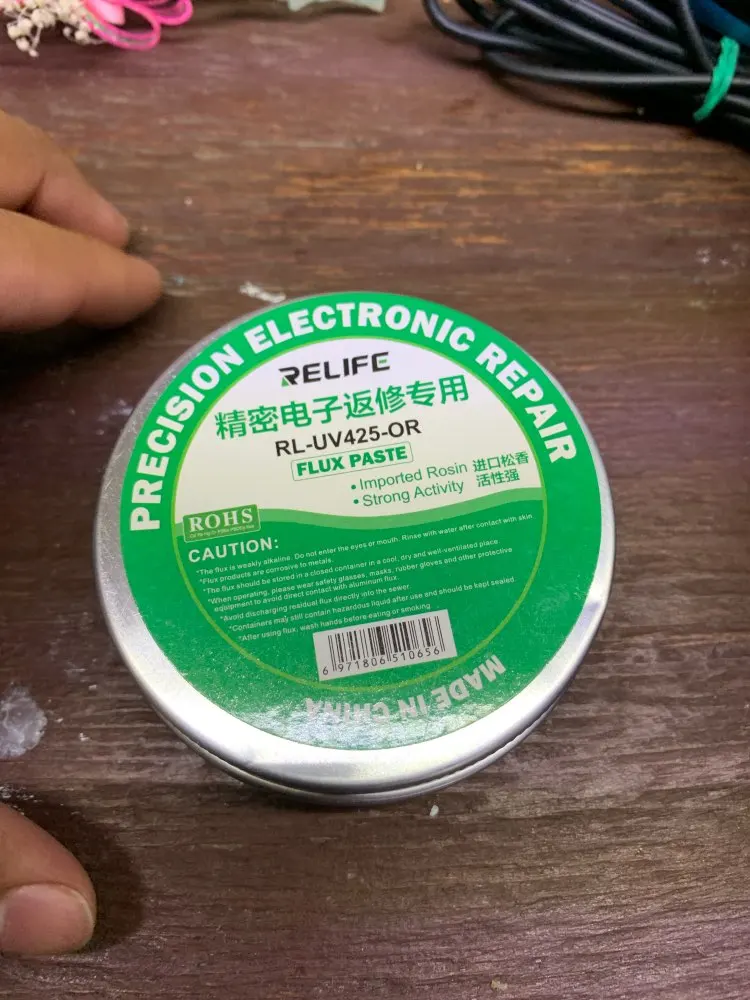 PRECISION ELECTRONIC REPAIR
RELIFE
精密电子返修专用
RL-UV425-OR
FLUX PASTE
• Imported Rosin 进口松香
• Strong Activity 活性强
ROHS
CAUTION:
*The flux is weakly alkaline. Do not enter the eyes or mouth. Rinse with water after contact with skin.
*Flux products are corrosive to metals.
*The flux should be stored in a closed container in a cool, dry and well-ventilated place
*When operating, please wear safety glasses, masks, rubber gloves and other protective
equipment to avoid direct contact with aluminum flux.
*Avoid discharging residual flux directly into the sewer.
*Containers may still contain hazardous liquid after use and should be kept sealed
*After using flux, wash hands before eating or smoking
6 971806 510656
MADE IN CHINA